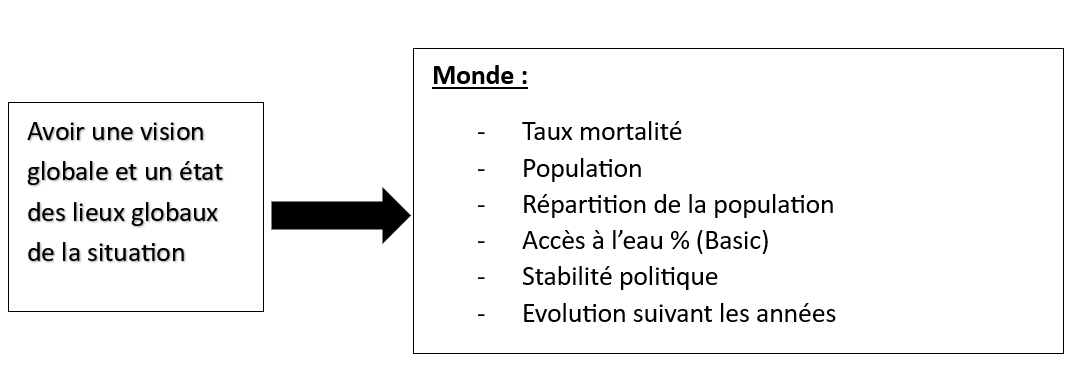 Avoir une vision
globale et un état
des lieux globaux
de la situation
Monde :
- Taux mortalité
- Population
- Répartition de la population
- Accès à l’eau % (Basic)
- Stabilité politique
- Evolution suivant les années